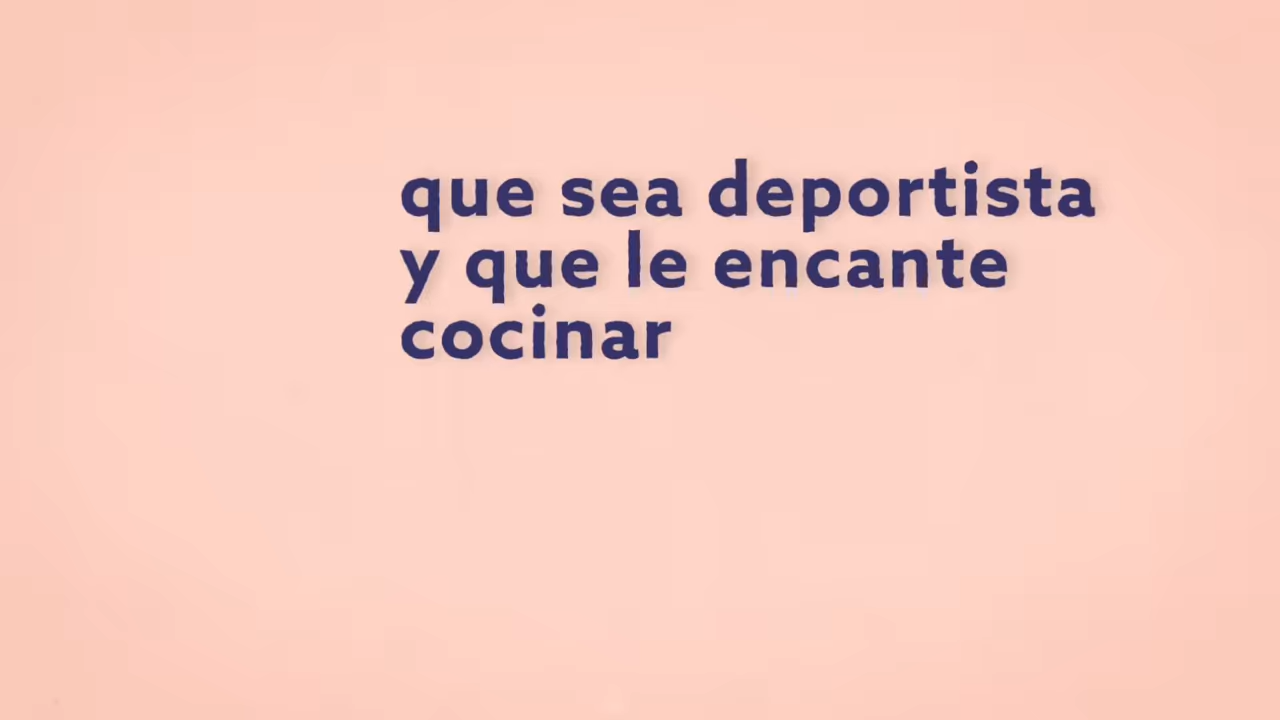 que sea deportista
y que le encante
cocinar